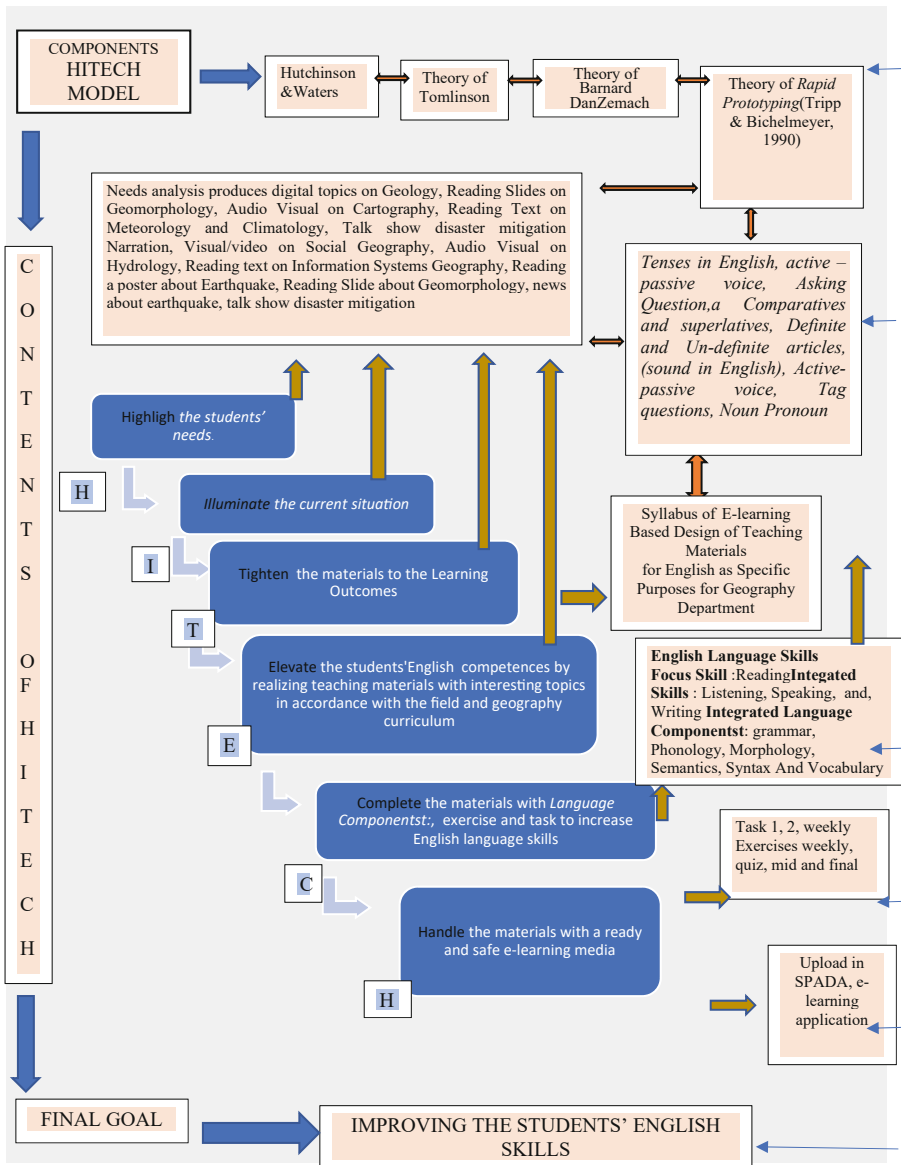 COMPONENTS
HITECH
MODEL
Hutchinson
&Waters
Theory of
Tomlinson
Theory of
Barnard
DanZemach
Theory of Rapid
Prototyping(Tripp
& Bichelmeyer,
1990)
Needs analysis produces digital topics on Geology, Reading Slides on
Geomorphology, Audio Visual on Cartography, Reading Text on
Meteorology and Climatology, Talk show disaster mitigation
Narration, Visual/video on Social Geography, Audio Visual on
Hydrology, Reading text on Information Systems Geography, Reading
a poster about Earthquake, Reading Slide about Geomorphology, news
about earthquake, talk show disaster mitigation
Tenses in English, active –
passive voice, Asking
Question,a Comparatives
and superlatives, Definite
and Un-definite articles,
(sound in English), Active-
passive voice, Tag
questions, Noun Pronoun
C
O
N
T
E
N
T
S
OF
H
I
T
E
C
H
Highligh the students'
needs.
H
Illuminate the current situation
I
Tighten the materials to the Learning
Outcomes
T
Syllabus of E-learning
Based Design of Teaching
Materials
for English as Specific
Purposes for Geography
Department
Elevate the students'English competences by
realizing teaching materials with interesting topics
in accordance with the field and geography
curriculum
E
English Language Skills
Focus Skill :ReadingIntegated
Skills : Listening, Speaking, and,
Writing Integrated Language
Componentst: grammar,
Phonology, Morphology,
Semantics, Syntax And Vocabulary
Complete the materials with Language
Componentst:, exercise and task to increase
English language skills
C
Task 1, 2, weekly
Exercises weekly,
quiz, mid and final
Handle the materials with a ready
and safe e-learning media
H
Upload in
SPADA, e-
learning
application
FINAL GOAL
IMPROVING THE STUDENTS' ENGLISH
SKILLS